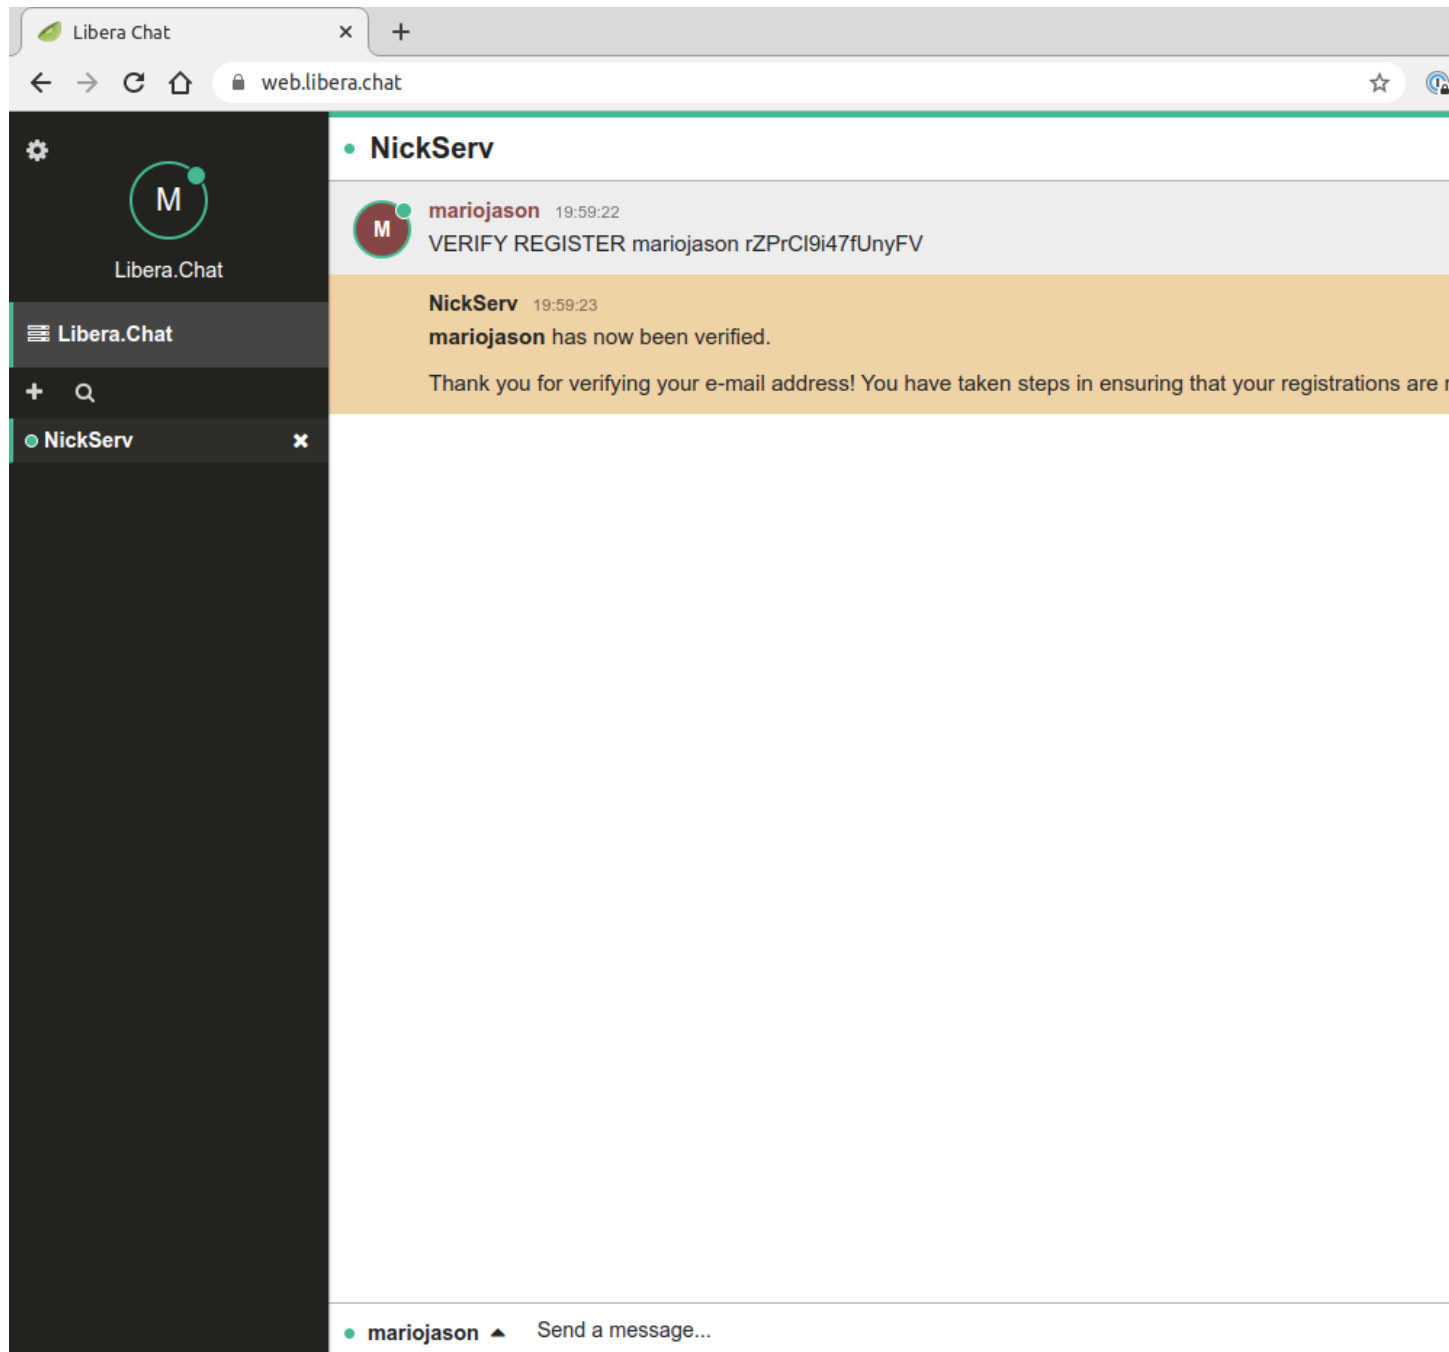 Libera Chat
web.libera.chat
M
Libera.Chat
Libera.Chat
NickServ
NickServ
M
mariojason 19:59:22
VERIFY REGISTER mariojason rZPrCl9i47fUnyFV
NickServ 19:59:23
mariojason has now been verified.
Thank you for verifying your e-mail address! You have taken steps in ensuring that your registrations are
mariojason Send a message...